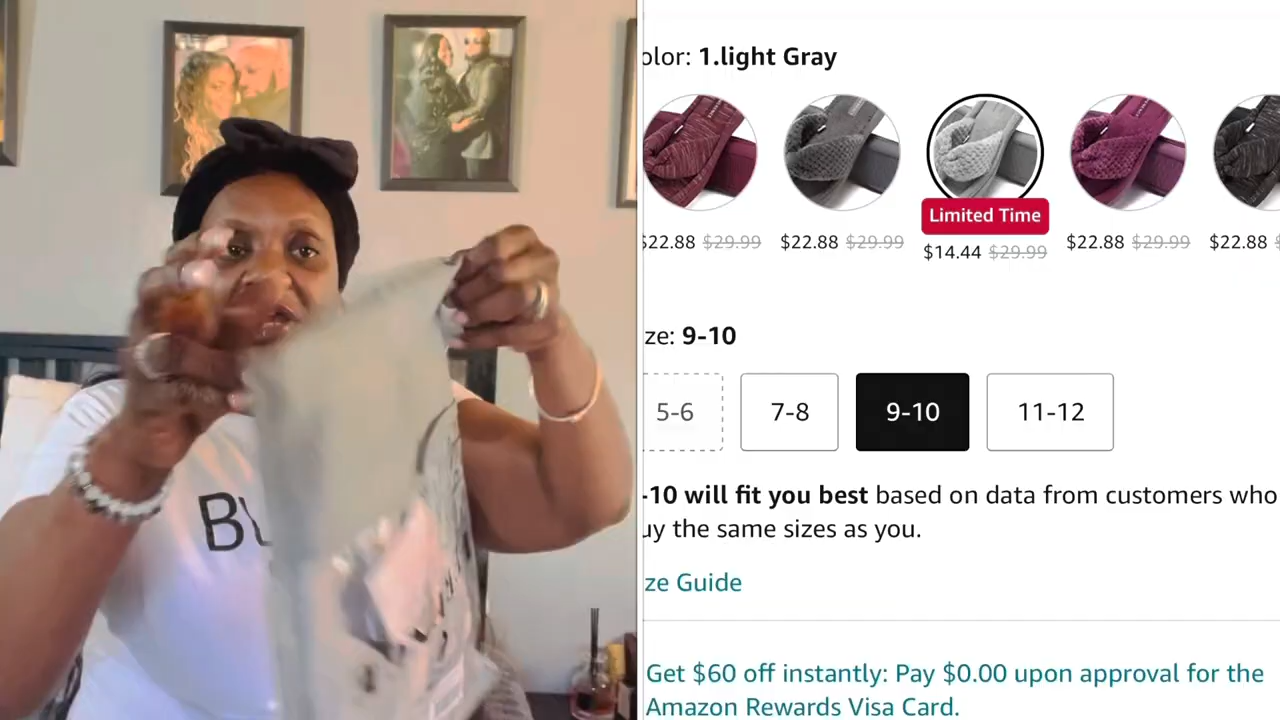 olor: 1.light Gray
Limited Time
$22.88 $29.99
$22.88 $29.99
$14.44 $29.99
$22.88 $29.99
$22.88
ze: 9-10
5-6
7-8
9-10
11-12
-10 will fit you best based on data from customers who
uy the same sizes as you.
ze Guide
Get $60 off instantly: Pay $0.00 upon approval for the
Amazon Rewards Visa Card.